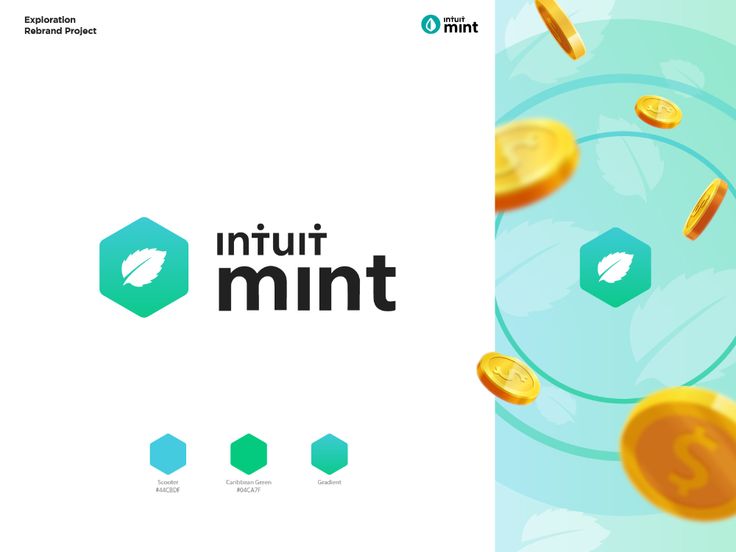 Exploration
Rebrand Project
intuit
mint
intuit
mint
Scooter
#44CBDF
Caribbean Green
#04CA7F
Gradient
$
$
$